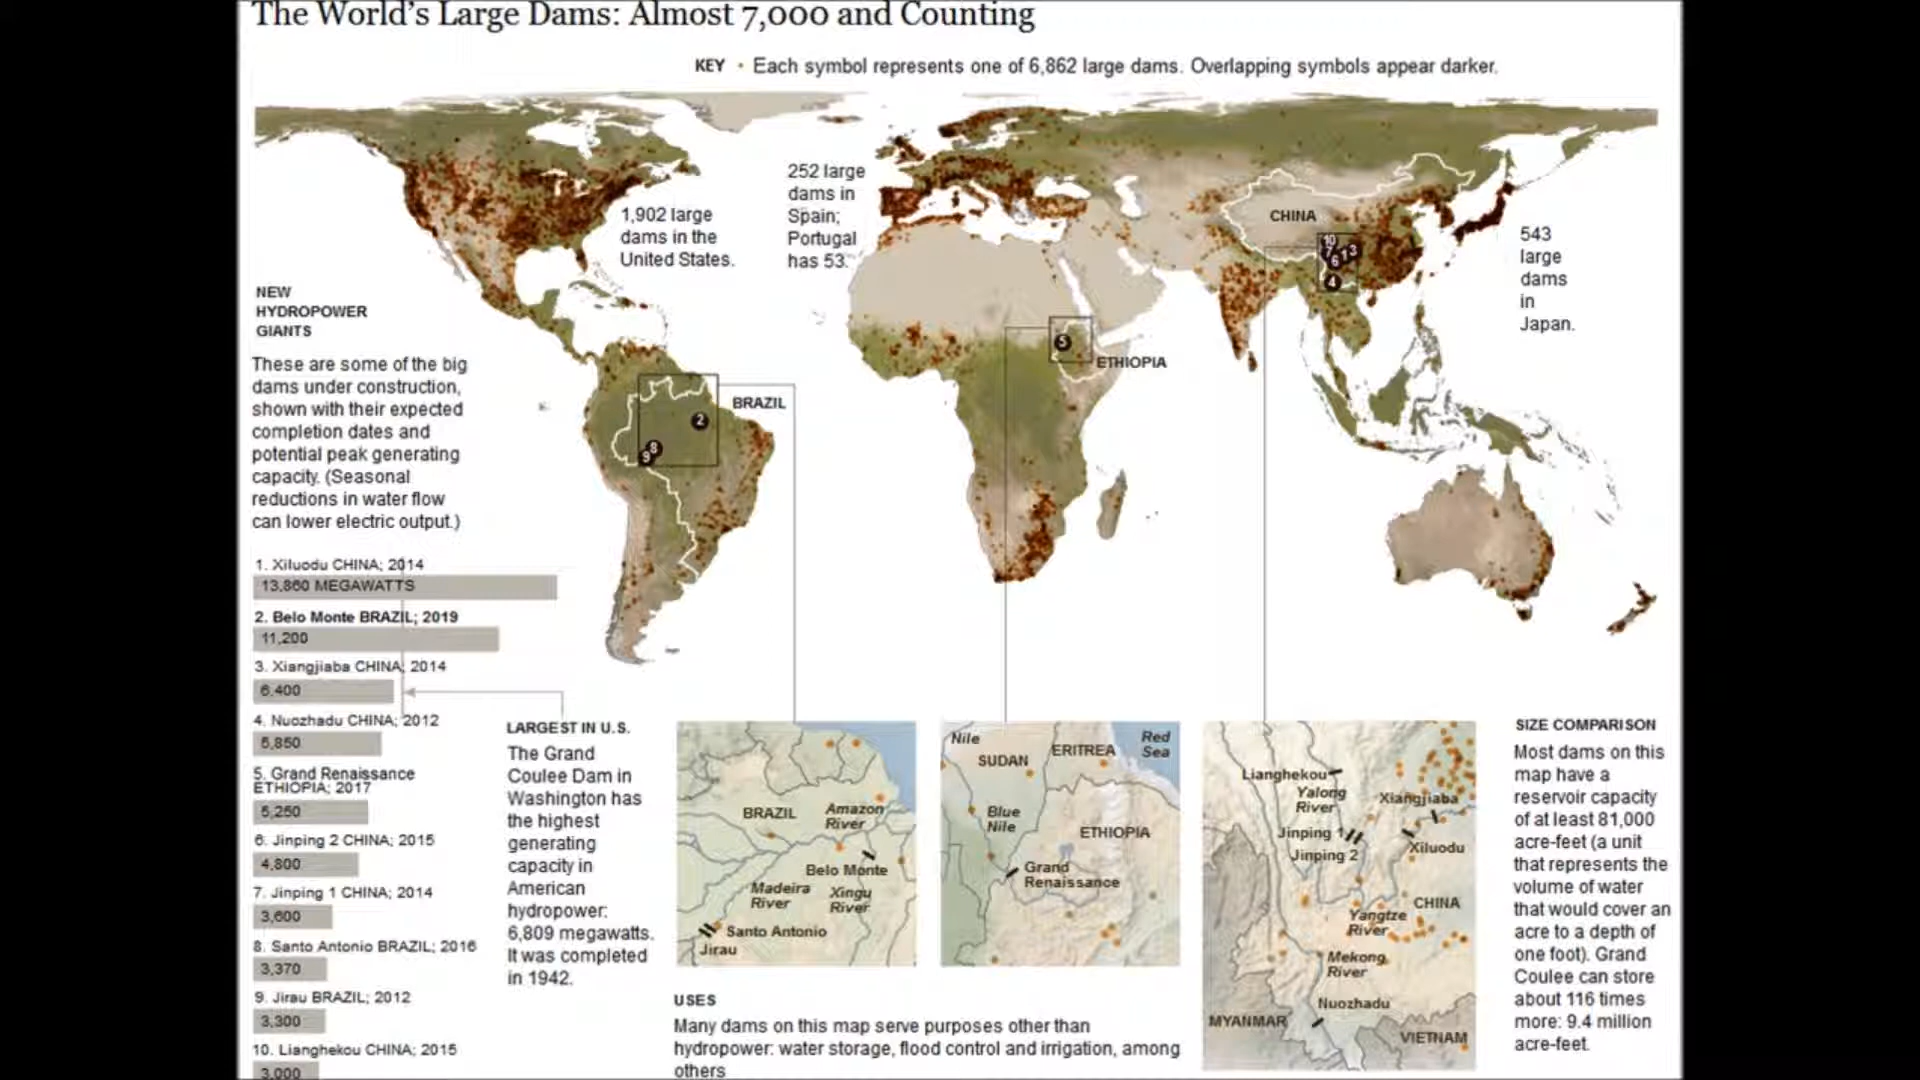 The World's Large Dams: Almost 7,000 and Counting
KEY • Each symbol represents one of 6,862 large dams. Overlapping symbols appear darker.
252 large
dams in
Spain;
Portugal
has 53.
1,902 large
dams in the
United States.
CHINA
10
7
6
1
3
4
543
large
dams
in
Japan.
5
ETHIOPIA
BRAZIL
2
8
9
NEW
HYDROPOWER
GIANTS
These are some of the big
dams under construction,
shown with their expected
completion dates and
potential peak generating
capacity. (Seasonal
reductions in water flow
can lower electric output.)
1. Xiluodu CHINA; 2014
13,860 MEGAWATTS
2. Belo Monte BRAZIL; 2019
11,200
3. Xiangjiaba CHINA; 2014
6,400
4. Nuozhadu CHINA; 2012
5,850
5. Grand Renaissance
ETHIOPIA; 2017
5,250
6. Jinping 2 CHINA; 2015
4,800
7. Jinping 1 CHINA; 2014
3,600
8. Santo Antonio BRAZIL; 2016
3,370
9. Jirau BRAZIL; 2012
3,300
10. Lianghekou CHINA; 2015
3,000
LARGEST IN U.S.
The Grand
Coulee Dam in
Washington has
the highest
generating
capacity in
American
hydropower:
6,809 megawatts.
It was completed
in 1942.
BRAZIL
Amazon
River
Belo Monte
Madeira
River
Xingu
River
Santo Antonio
Jirau
Nile
SUDAN
ERITREA
Red
Sea
Blue
Nile
ETHIOPIA
Grand
Renaissance
Lianghekou
Yalong
River
Xiangjiaba
Jinping 1
Jinping 2
Xiluodu
CHINA
Yangtze
River
Mekong
River
Nuozhadu
MYANMAR
VIETNAM
USES
Many dams on this map serve purposes other than
hydropower: water storage, flood control and irrigation, among
others
SIZE COMPARISON
Most dams on this
map have a
reservoir capacity
of at least 81,000
acre-feet (a unit
that represents the
volume of water
that would cover an
acre to a depth of
one foot). Grand
Coulee can store
about 116 times
more: 9.4 million
acre-feet.